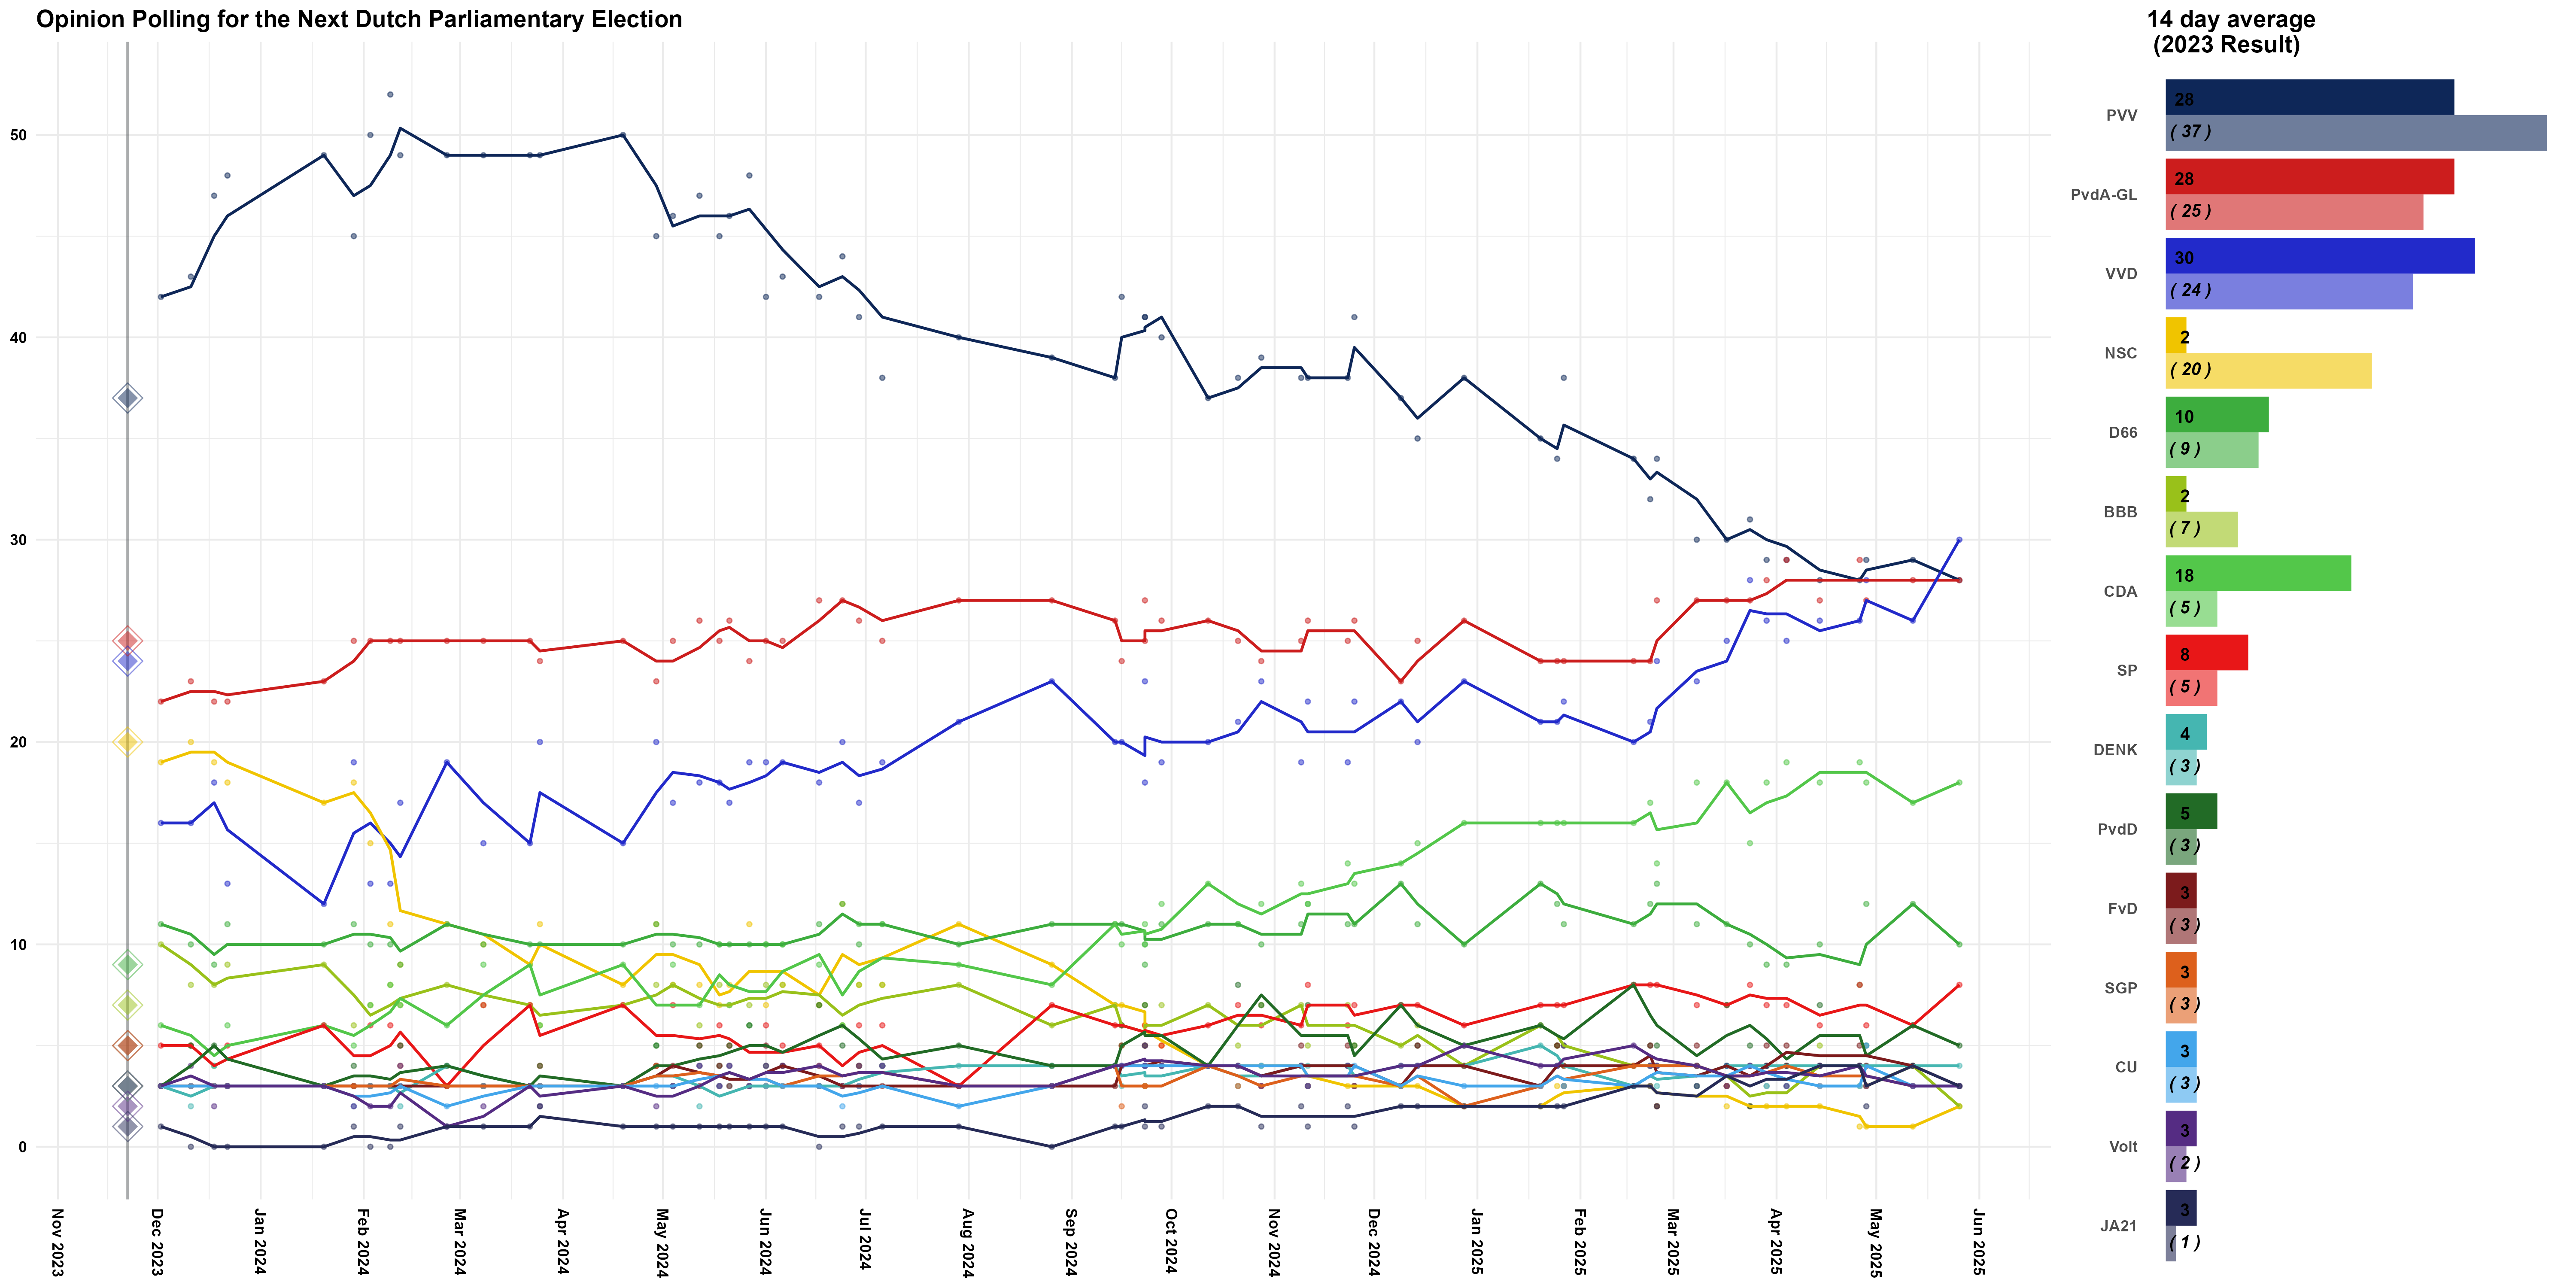 Opinion Polling for the Next Dutch Parliamentary Election
14 day average
(2023 Result)
50
40
30
20
10
0
Nov 2023
Dec 2023
Jan 2024
Feb 2024
Mar 2024
Apr 2024
May 2024
Jun 2024
Jul 2024
Aug 2024
Sep 2024
Oct 2024
Nov 2024
Dec 2024
Jan 2025
Feb 2025
Mar 2025
Apr 2025
May 2025
Jun 2025
PVV
28
( 37 )
PvdA-GL
28
( 25 )
VVD
30
( 24 )
NSC
2
( 20 )
D66
10
( 9 )
BBB
2
( 7 )
CDA
18
( 5 )
SP
8
( 5 )
DENK
4
( 3 )
PvdD
5
( 3 )
FvD
3
( 3 )
SGP
3
( 3 )
CU
3
( 3 )
Volt
3
( 2 )
JA21
3
( 1 )